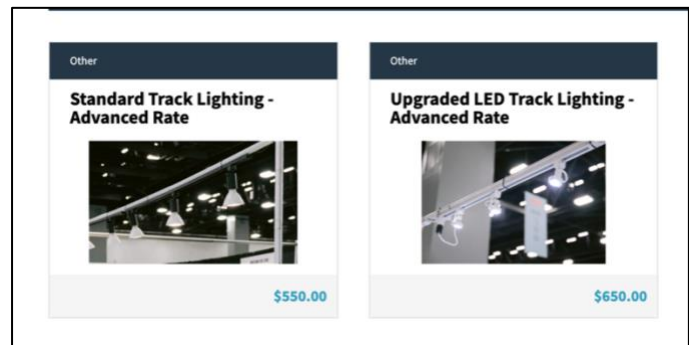 Other
Standard Track Lighting -
Advanced Rate
$550.00
Other
Upgraded LED Track Lighting -
Advanced Rate
$650.00